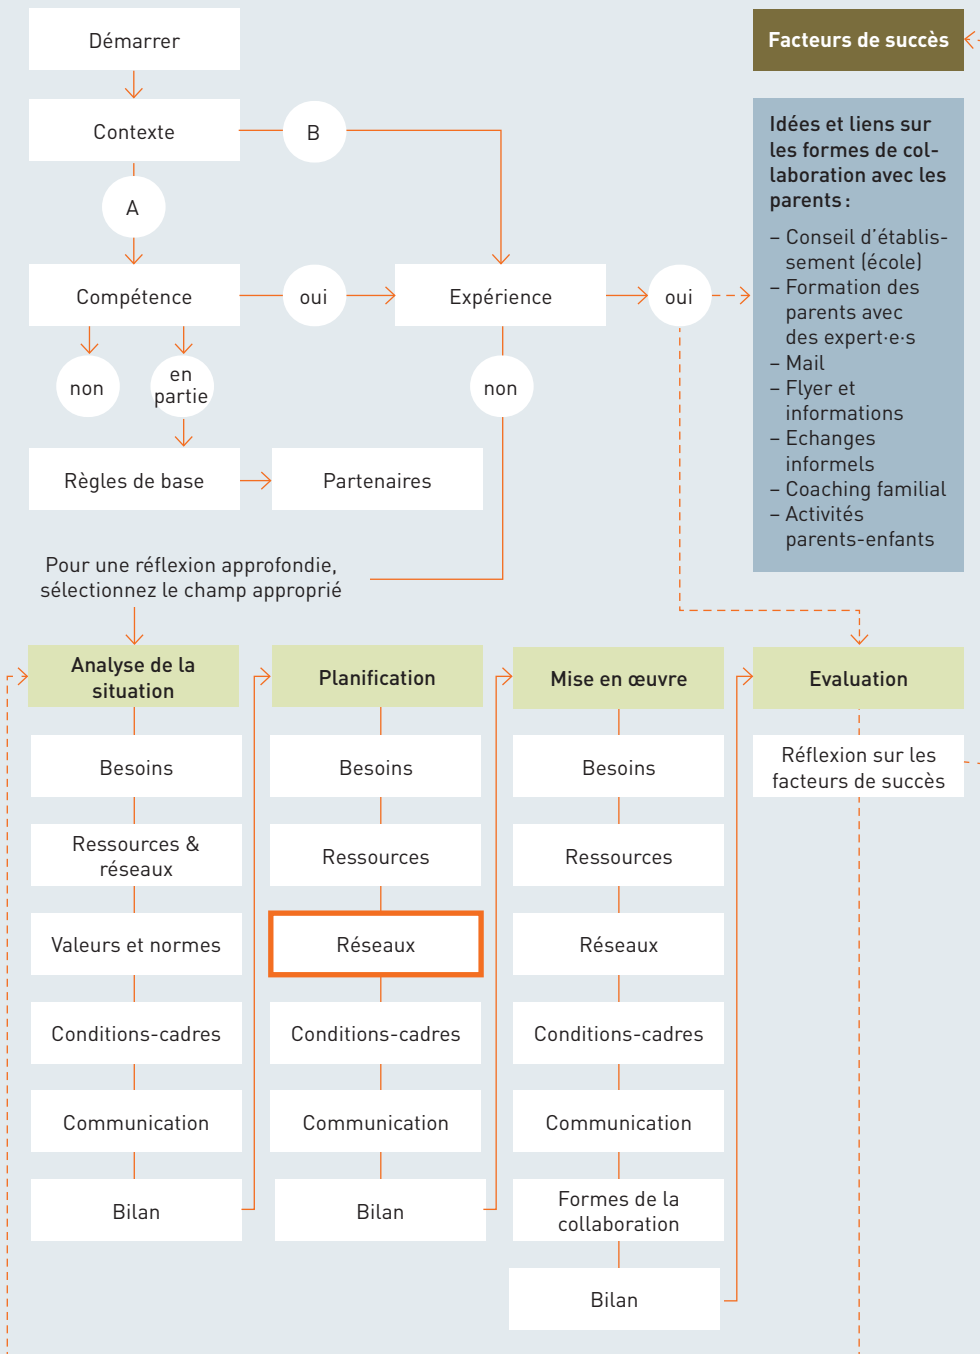 Démarrer
Facteurs de succès
Contexte
B
A
Idées et liens sur
les formes de col-
laboration avec les
parents :
– Conseil d'établis-
sement (école)
– Formation des
parents avec
des expert·e·s
– Mail
– Flyer et
informations
– Echanges
informels
– Coaching familial
– Activités
parents-enfants
Compétence
oui
Expérience
oui
non
en
partie
non
Règles de base
Partenaires
Pour une réflexion approfondie,
sélectionnez le champ approprié
Analyse de la
situation
Besoins
Ressources &
réseaux
Valeurs et normes
Conditions-cadres
Communication
Bilan
Planification
Besoins
Ressources
Réseaux
Conditions-cadres
Communication
Bilan
Mise en œuvre
Besoins
Ressources
Réseaux
Conditions-cadres
Communication
Formes de la
collaboration
Bilan
Evaluation
Réflexion sur les
facteurs de succès